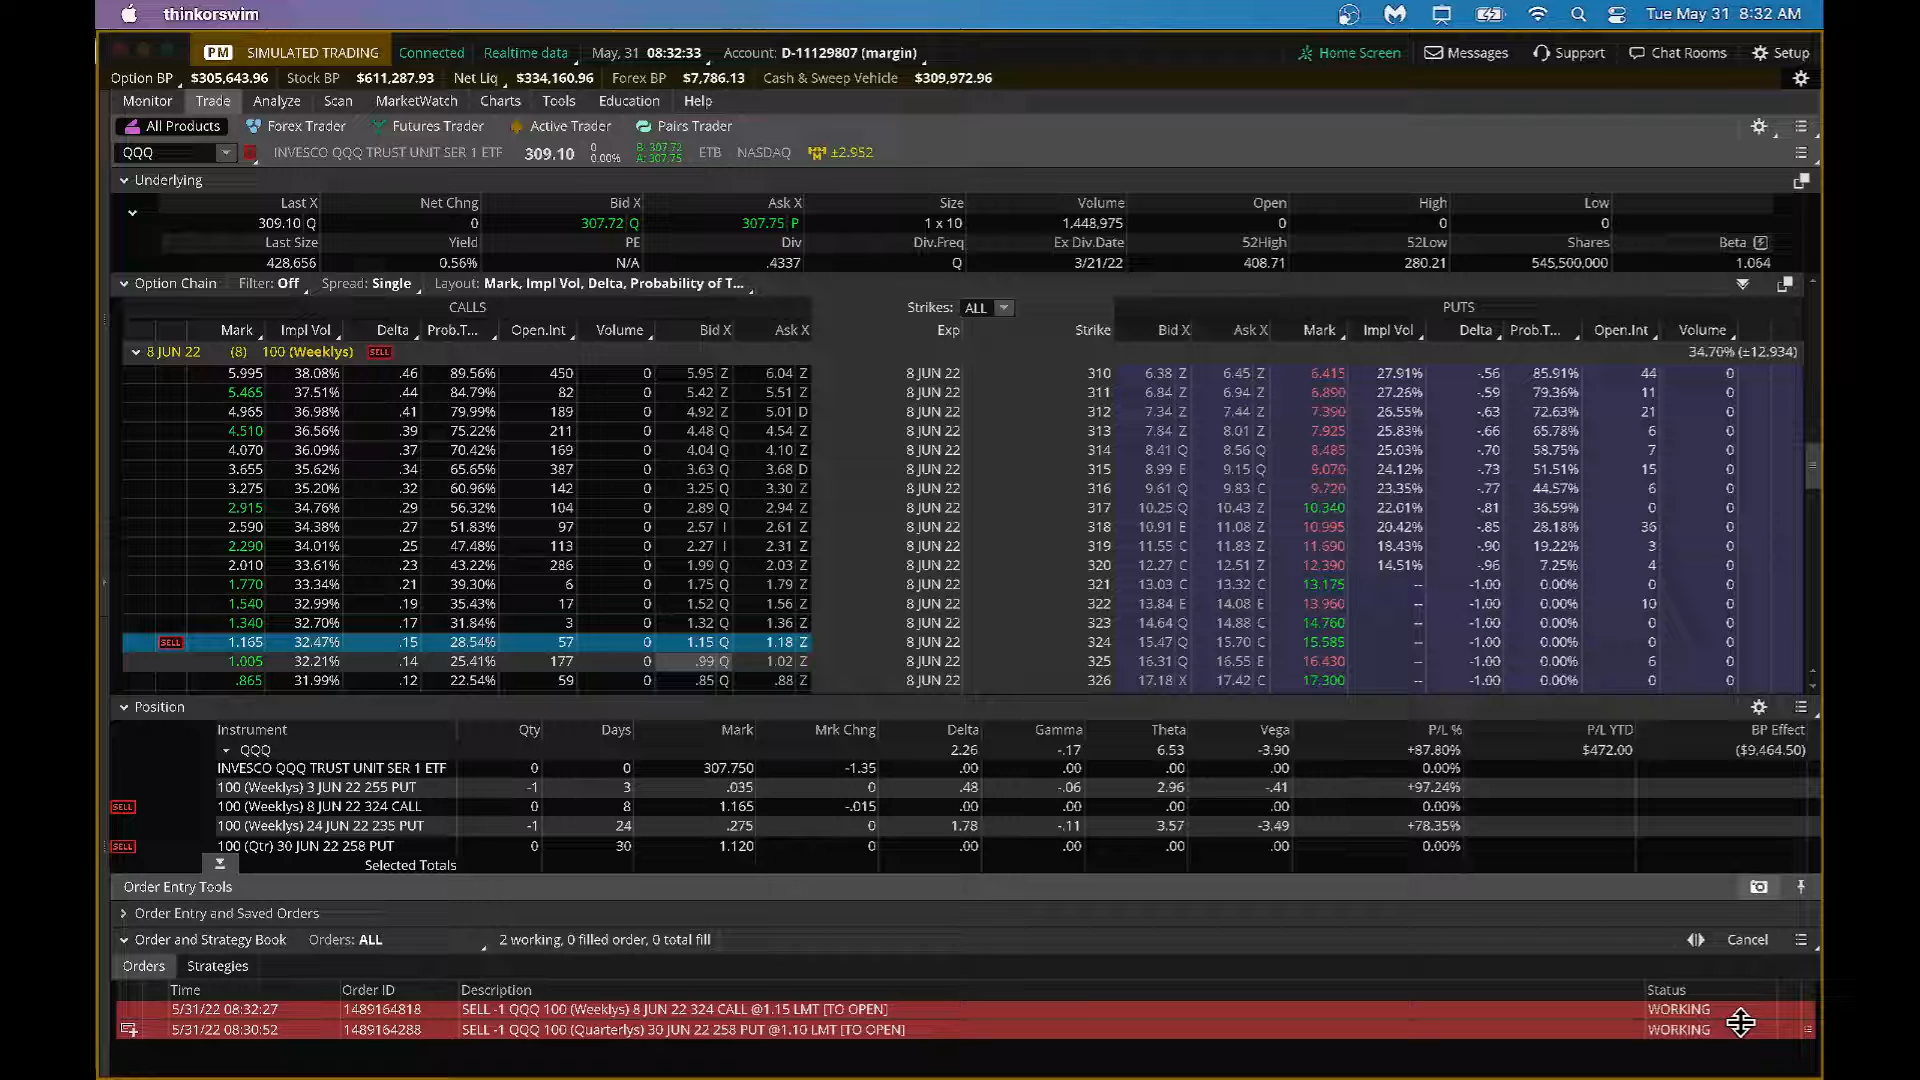 thinkorswim Tue May 31 8:32 AM
PM SIMULATED TRADING Connected Realtime data May, 31 08:32:33 Account: D-11129807 (margin) Home Screen Messages Support Chat Rooms Setup
Option BP $305,643.96 Stock BP $611,287.93 Net Liq $334,160.96 Forex BP $7,786.13 Cash & Sweep Vehicle $309,972.96
Monitor Trade Analyze Scan MarketWatch Charts Tools Education Help
All Products Forex Trader Futures Trader Active Trader Pairs Trader
QQQ INVESCO QQQ TRUST UNIT SER 1 ETF 309.10 0 0.00% B: 307.72 A: 307.75 ETB NASDAQ ±2.952
Underlying
Last X Net Chng Bid X Ask X Size Volume Open High Low
309.10 Q 0 307.72 Q 307.75 P 1 x 10 1,448,975 0 0 0
Last Size Yield PE Div Div.Freq Ex Div.Date 52High 52Low Shares Beta
428,656 0.56% N/A .4337 Q 3/21/22 408.71 280.21 545,500,000 1.064
Option Chain Filter: Off Spread: Single Layout: Mark, Impl Vol, Delta, Probability of T...
CALLS Strikes: ALL PUTS
Mark Impl Vol Delta Prob.T... Open.Int Volume Bid X Ask X Exp Strike Bid X Ask X Mark Impl Vol Delta Prob.T... Open.Int Volume
8 JUN 22 (8) 100 (Weeklys) SELL 34.70% (±12.934)
5.995 38.08% .46 89.56% 450 0 5.95 Z 6.04 Z 8 JUN 22 310 6.38 Z 6.45 Z 6.415 27.91% -.56 85.91% 44 0
5.465 37.51% .44 84.79% 82 0 5.42 Z 5.51 Z 8 JUN 22 311 6.84 Z 6.94 Z 6.890 27.26% -.59 79.36% 11 0
4.965 36.98% .41 79.99% 189 0 4.92 Z 5.01 D 8 JUN 22 312 7.34 Z 7.44 Z 7.390 26.55% -.63 72.63% 21 0
4.510 36.56% .39 75.22% 211 0 4.48 Q 4.54 Z 8 JUN 22 313 7.84 Z 8.01 Z 7.925 25.83% -.66 65.78% 6 0
4.070 36.09% .37 70.42% 169 0 4.04 Q 4.10 Z 8 JUN 22 314 8.41 Q 8.56 Q 8.485 25.03% -.70 58.75% 7 0
3.655 35.62% .34 65.65% 387 0 3.63 Q 3.68 D 8 JUN 22 315 8.99 E 9.15 Q 9.070 24.12% -.73 51.51% 15 0
3.275 35.20% .32 60.96% 142 0 3.25 Q 3.30 Z 8 JUN 22 316 9.61 Q 9.83 C 9.720 23.35% -.77 44.57% 6 0
2.915 34.76% .29 56.32% 104 0 2.89 Q 2.94 Z 8 JUN 22 317 10.25 Q 10.43 Z 10.340 22.01% -.81 36.59% 0 0
2.590 34.38% .27 51.83% 97 0 2.57 I 2.61 Z 8 JUN 22 318 10.91 E 11.08 Z 10.995 20.42% -.85 28.18% 36 0
2.290 34.01% .25 47.48% 113 0 2.27 I 2.31 Z 8 JUN 22 319 11.55 C 11.83 Z 11.690 18.43% -.90 19.22% 3 0
2.010 33.61% .23 43.22% 286 0 1.99 Q 2.03 Z 8 JUN 22 320 12.27 C 12.51 Z 12.390 14.51% -.96 7.25% 4 0
1.770 33.34% .21 39.30% 6 0 1.75 Q 1.79 Z 8 JUN 22 321 13.03 C 13.32 C 13.175 -- -1.00 0.00% 0 0
1.540 32.99% .19 35.43% 17 0 1.52 Q 1.56 Z 8 JUN 22 322 13.84 E 14.08 E 13.960 -- -1.00 0.00% 10 0
1.340 32.70% .17 31.84% 3 0 1.32 Q 1.36 Z 8 JUN 22 323 14.64 Q 14.88 C 14.760 -- -1.00 0.00% 0 0
SELL 1.165 32.47% .15 28.54% 57 0 1.15 Q 1.18 Z 8 JUN 22 324 15.47 Q 15.70 C 15.585 -- -1.00 0.00% 0 0
1.005 32.21% .14 25.41% 177 0 .99 Q 1.02 Z 8 JUN 22 325 16.31 Q 16.55 E 16.430 -- -1.00 0.00% 6 0
.865 31.99% .12 22.54% 59 0 .85 Q .88 Z 8 JUN 22 326 17.18 X 17.42 C 17.300 -- -1.00 0.00% 0 0
Position
Instrument Qty Days Mark Mrk Chng Delta Gamma Theta Vega P/L % P/L YTD BP Effect
QQQ 2.26 -.17 6.53 -3.90 +87.80% $472.00 ($9,464.50)
INVESCO QQQ TRUST UNIT SER 1 ETF 0 0 307.750 -1.35 .00 .00 .00 .00 0.00%
100 (Weeklys) 3 JUN 22 255 PUT -1 3 .035 0 .48 -.06 2.96 -.41 +97.24%
SELL 100 (Weeklys) 8 JUN 22 324 CALL 0 8 1.165 -.015 .00 .00 .00 .00 0.00%
100 (Weeklys) 24 JUN 22 235 PUT -1 24 .275 0 1.78 -.11 3.57 -3.49 +78.35%
SELL 100 (Qtr) 30 JUN 22 258 PUT 0 30 1.120 .00 .00 .00 .00 0.00%
Selected Totals
Order Entry Tools
Order Entry and Saved Orders
Order and Strategy Book Orders: ALL 2 working, 0 filled order, 0 total fill Cancel
Orders Strategies
Time Order ID Description Status
5/31/22 08:32:27 1489164818 SELL -1 QQQ 100 (Weeklys) 8 JUN 22 324 CALL @1.15 LMT [TO OPEN] WORKING
5/31/22 08:30:52 1489164288 SELL -1 QQQ 100 (Quarterlys) 30 JUN 22 258 PUT @1.10 LMT [TO OPEN] WORKING